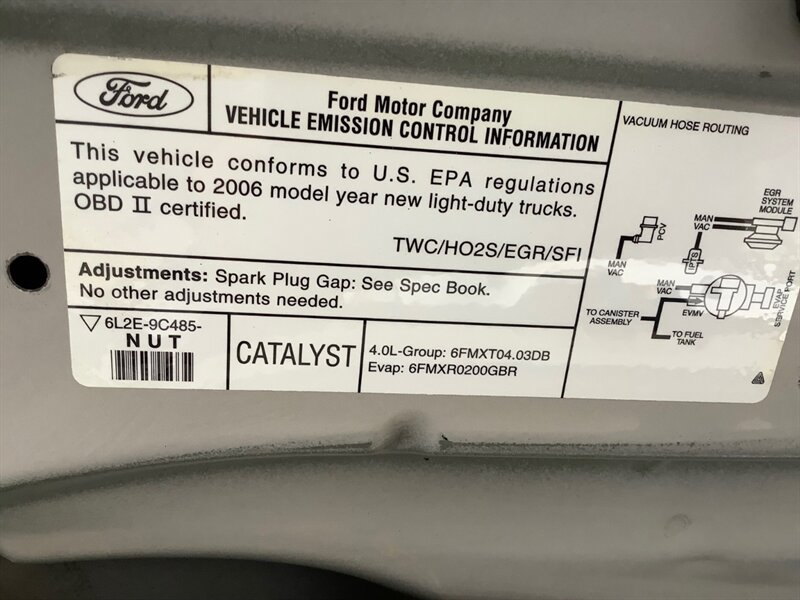 Ford
Ford Motor Company
VEHICLE EMISSION CONTROL INFORMATION
This vehicle conforms to U.S. EPA regulations
applicable to 2006 model year new light-duty trucks.
OBD II certified.
TWC/HO2S/EGR/SFI
Adjustments: Spark Plug Gap: See Spec Book.
No other adjustments needed.
6L2E-9C485-
NUT
CATALYST
4.0L-Group: 6FMXT04.03DB
Evap: 6FMXR0200GBR
VACUUM HOSE ROUTING
EGR
SYSTEM
MODULE
MAN
VAC
PCV
MAN
VAC
MAN
VAC
EVMV
EVAP
SERVICE PORT
TO CANISTER
ASSEMBLY
TO FUEL
TANK